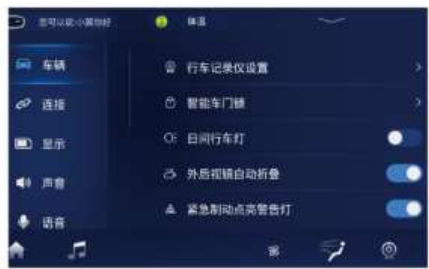 您可以说:小翼你好
体温
车辆
行车记录仪设置
连接
智能车门锁
显示
日间行车灯
声音
外后视镜自动折叠
语音
紧急制动点亮警告灯